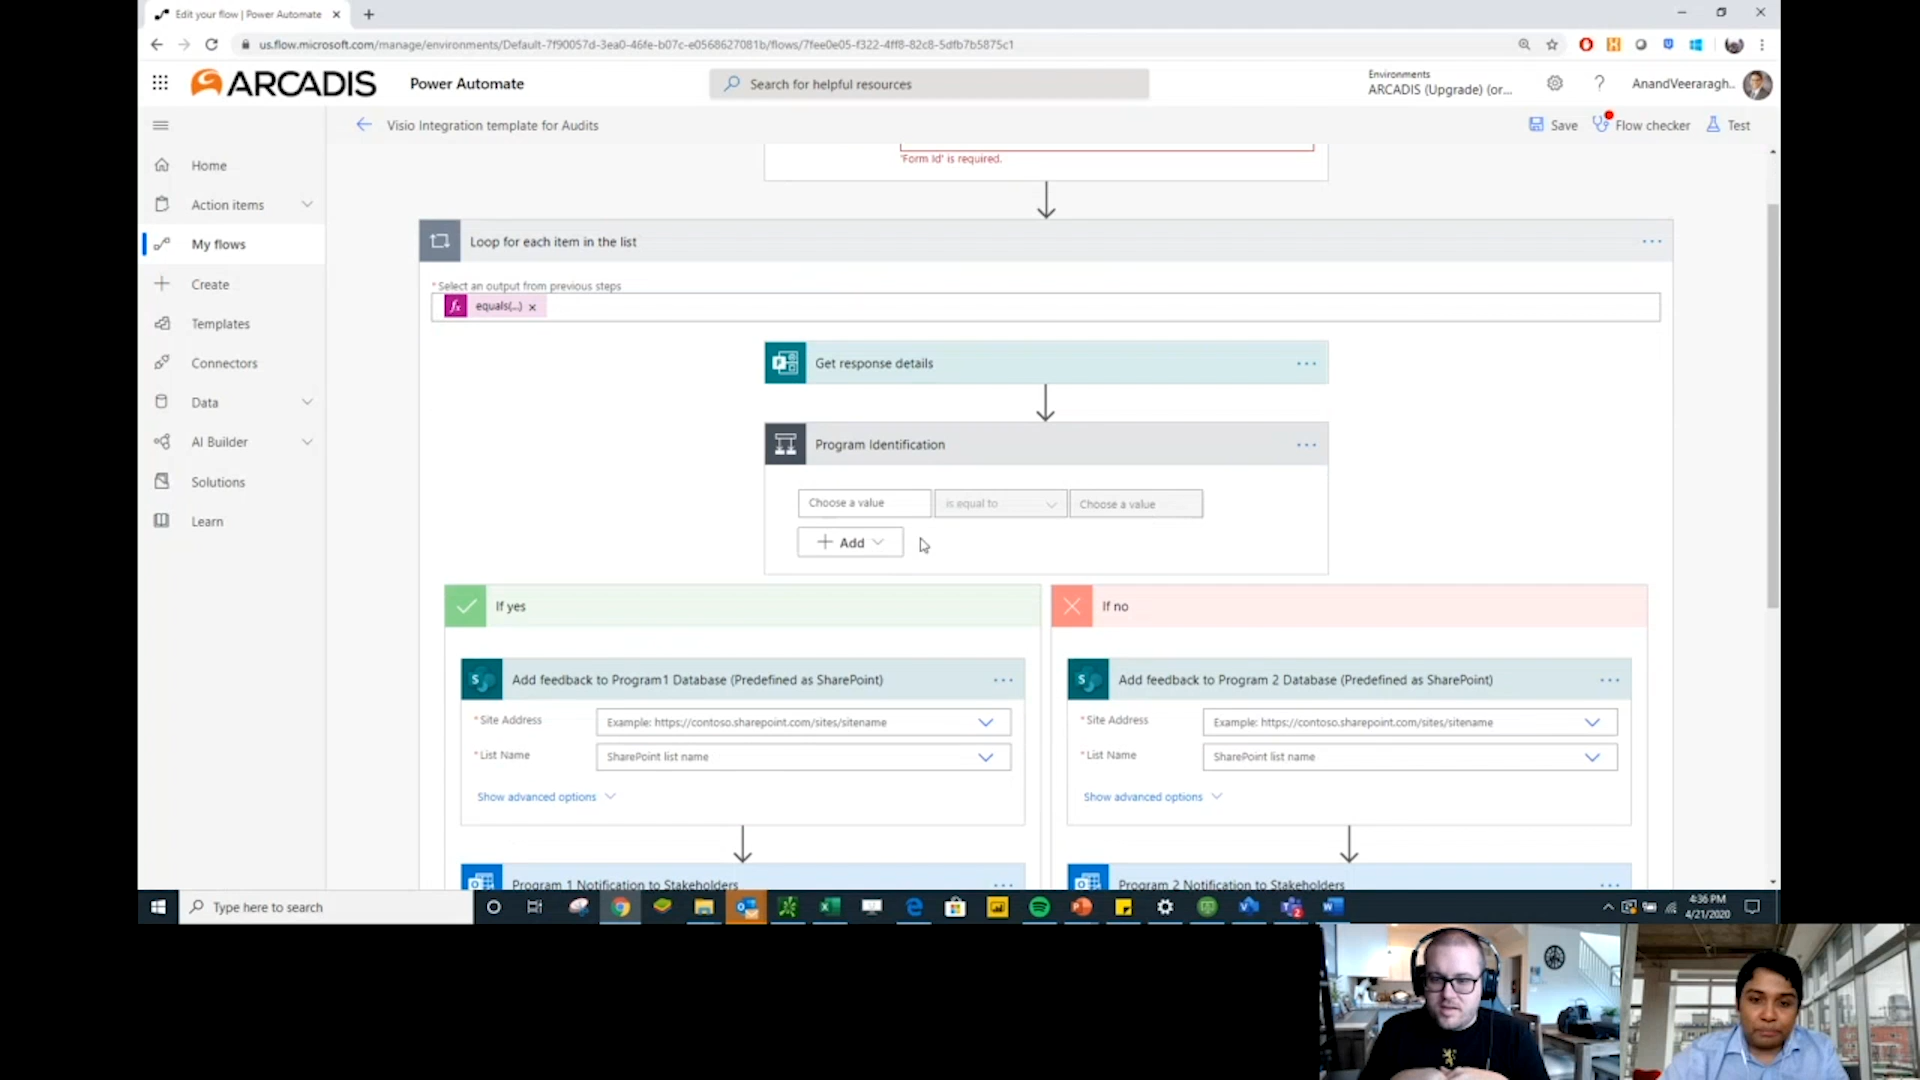 Edit your flow | Power Automate
us.flow.microsoft.com/manage/environments/Default-7f90057d-3ea0-46fe-b07c-e0568627081b/flows/7fee0e05-f322-4ff8-82c8-5dfb7b5875c1
ARCADIS
Power Automate
Search for helpful resources
Environments
ARCADIS (Upgrade) (or...
AnandVeeraragh..
Visio Integration template for Audits
Save
Flow checker
Test
Home
Action items
My flows
Create
Templates
Connectors
Data
AI Builder
Solutions
Learn
'Form Id' is required.
Loop for each item in the list
* Select an output from previous steps
fx equals(...) x
Get response details
Program Identification
Choose a value
is equal to
Choose a value
Add
If yes
If no
Add feedback to Program1 Database (Predefined as SharePoint)
* Site Address
Example: https://contoso.sharepoint.com/sites/sitename
* List Name
SharePoint list name
Show advanced options
Add feedback to Program 2 Database (Predefined as SharePoint)
* Site Address
Example: https://contoso.sharepoint.com/sites/sitename
* List Name
SharePoint list name
Show advanced options
Program 1 Notification to Stakeholders
Program 2 Notification to Stakeholders
Type here to search
4:36 PM
4/21/2020